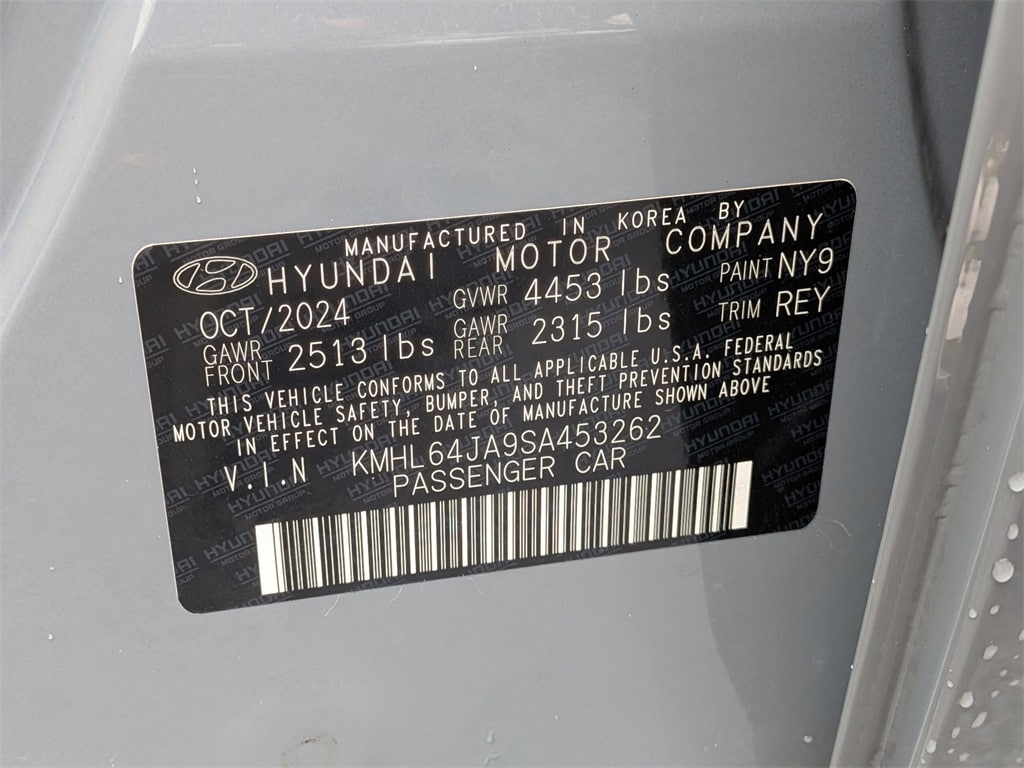 MANUFACTURED IN KOREA BY
HYUNDAI MOTOR COMPANY
OCT/2024 GVWR 4453 lbs PAINT NY9
GAWR FRONT 2513 lbs GAWR REAR 2315 lbs TRIM REY
THIS VEHICLE CONFORMS TO ALL APPLICABLE U.S.A. FEDERAL
MOTOR VEHICLE SAFETY, BUMPER, AND THEFT PREVENTION STANDARDS
IN EFFECT ON THE DATE OF MANUFACTURE SHOWN ABOVE
V.I.N KMHL64JA9SA453262
PASSENGER CAR